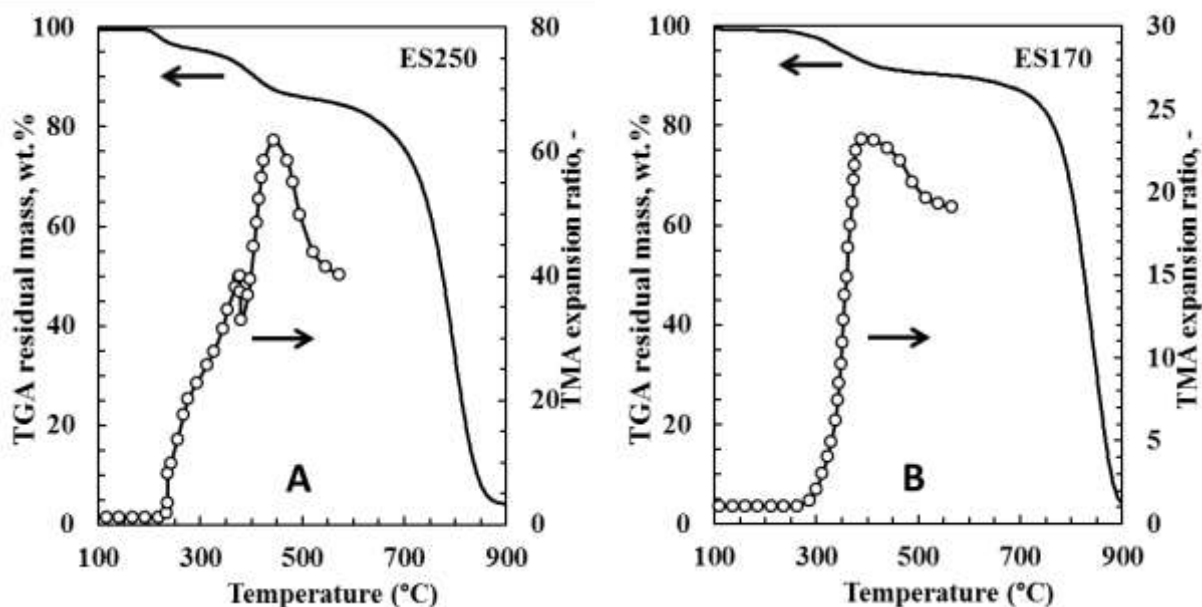 TGA residual mass, wt.%
100
80
60
40
20
0
ES250
A
80
60
40
20
0
TMA expansion ratio, -
100 300 500 700 900
Temperature (°C)
TGA residual mass, wt.%
100
80
60
40
20
0
ES170
B
30
25
20
15
10
5
0
TMA expansion ratio, -
100 300 500 700 900
Temperature (°C)